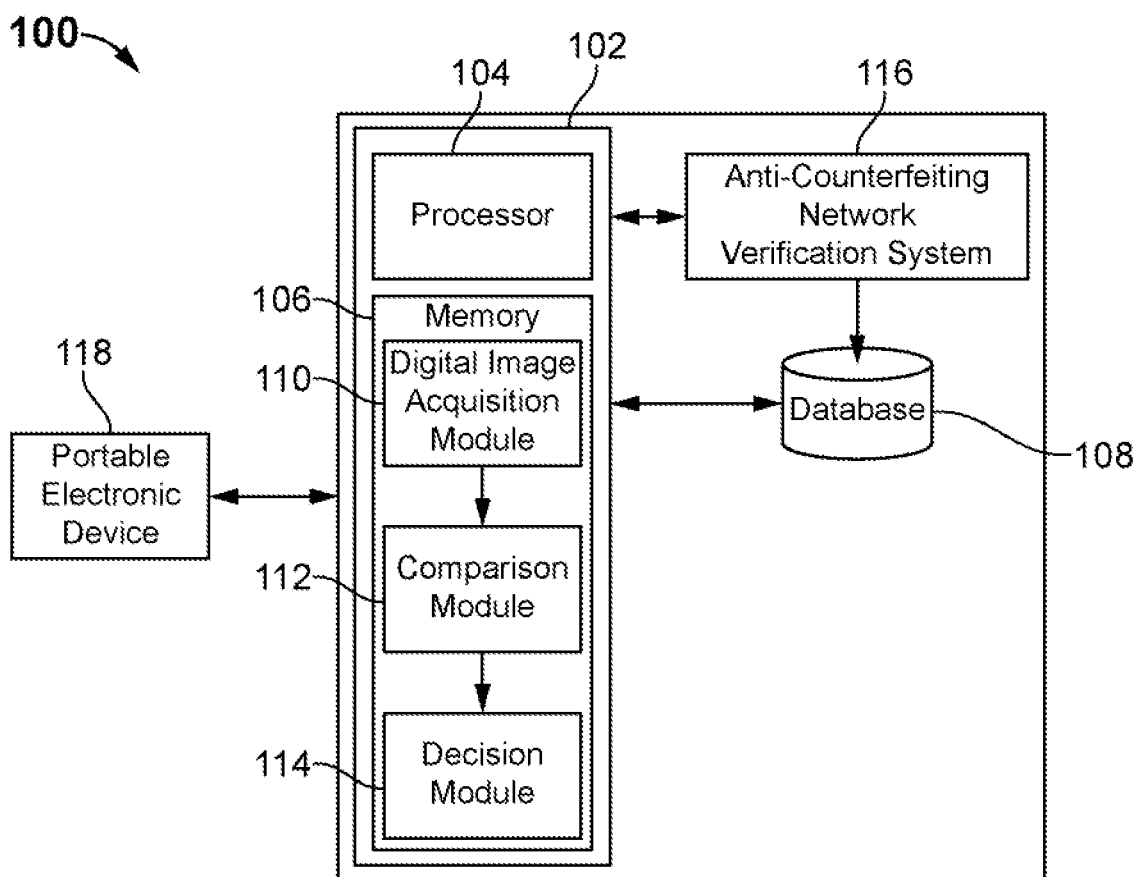 100
102
104
116
Processor
Anti-Counterfeiting
Network
Verification System
106
Memory
118
110
Digital Image
Acquisition
Module
Database
108
Portable
Electronic
Device
112
Comparison
Module
114
Decision
Module